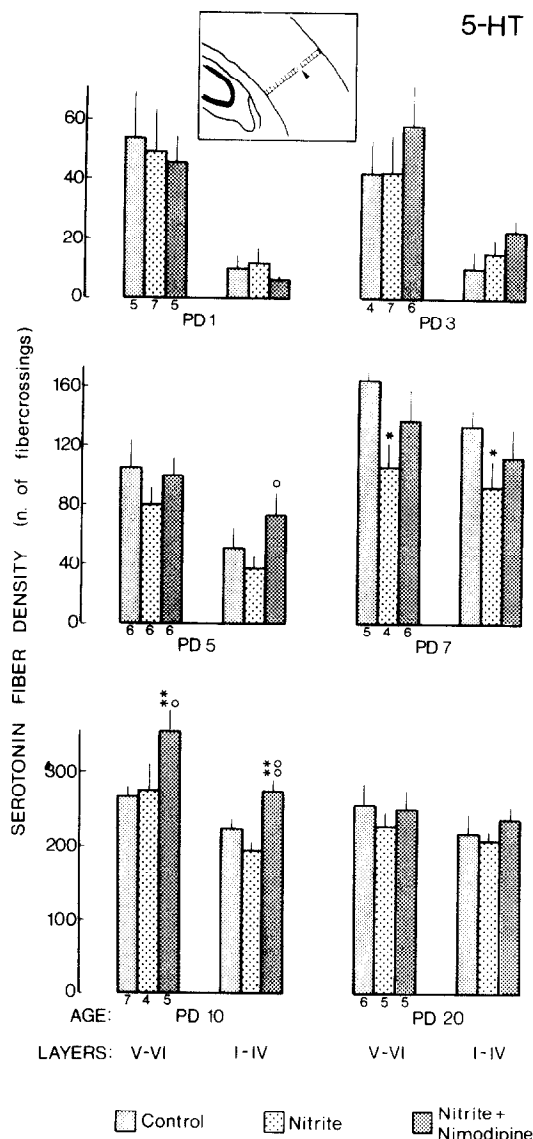 5-HT
60
40
20
0
5 7 5
PD 1
4 7 6
PD 3
SEROTONIN FIBER DENSITY (n. of fibercrossings)
160
120
80
40
0
*
○
*
6 6 6
PD 5
5 4 6
PD 7
300
200
100
0
** ○
** ○○
7 4 5
6 5 5
AGE: PD 10 PD 20
LAYERS: V-VI I-IV V-VI I-IV
Control Nitrite Nitrite +
Nimodipine